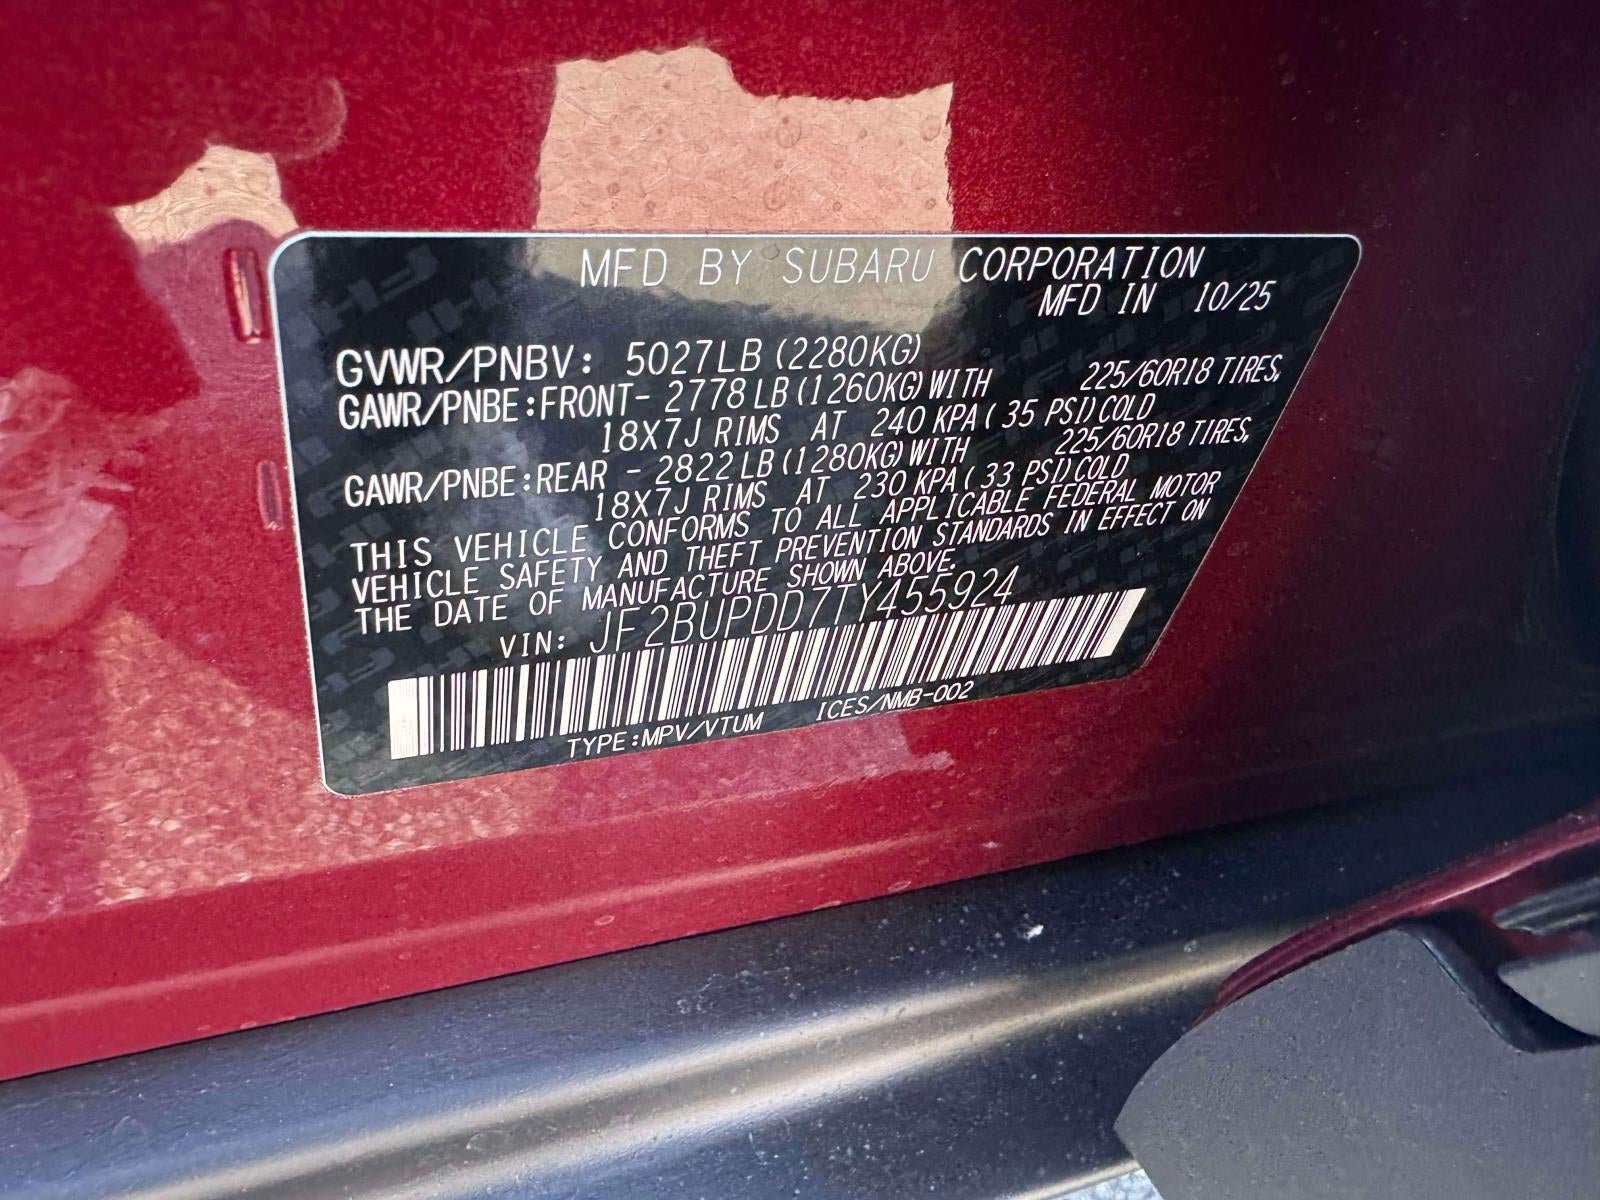 MFD BY SUBARU CORPORATION
MFD IN 10/25
GVWR/PNBV: 5027LB (2280KG)
GAWR/PNBE:FRONT- 2778LB (1260KG) WITH 225/60R18 TIRES,
18X7J RIMS AT 240 KPA ( 35 PSI) COLD
GAWR/PNBE:REAR - 2822LB (1280KG) WITH 225/60R18 TIRES,
18X7J RIMS AT 230 KPA ( 33 PSI) COLD
THIS VEHICLE CONFORMS TO ALL APPLICABLE FEDERAL MOTOR
VEHICLE SAFETY AND THEFT PREVENTION STANDARDS IN EFFECT ON
THE DATE OF MANUFACTURE SHOWN ABOVE.
VIN: JF2BUPDD7TY455924
TYPE:MPV/VTUM ICES/NMB-002